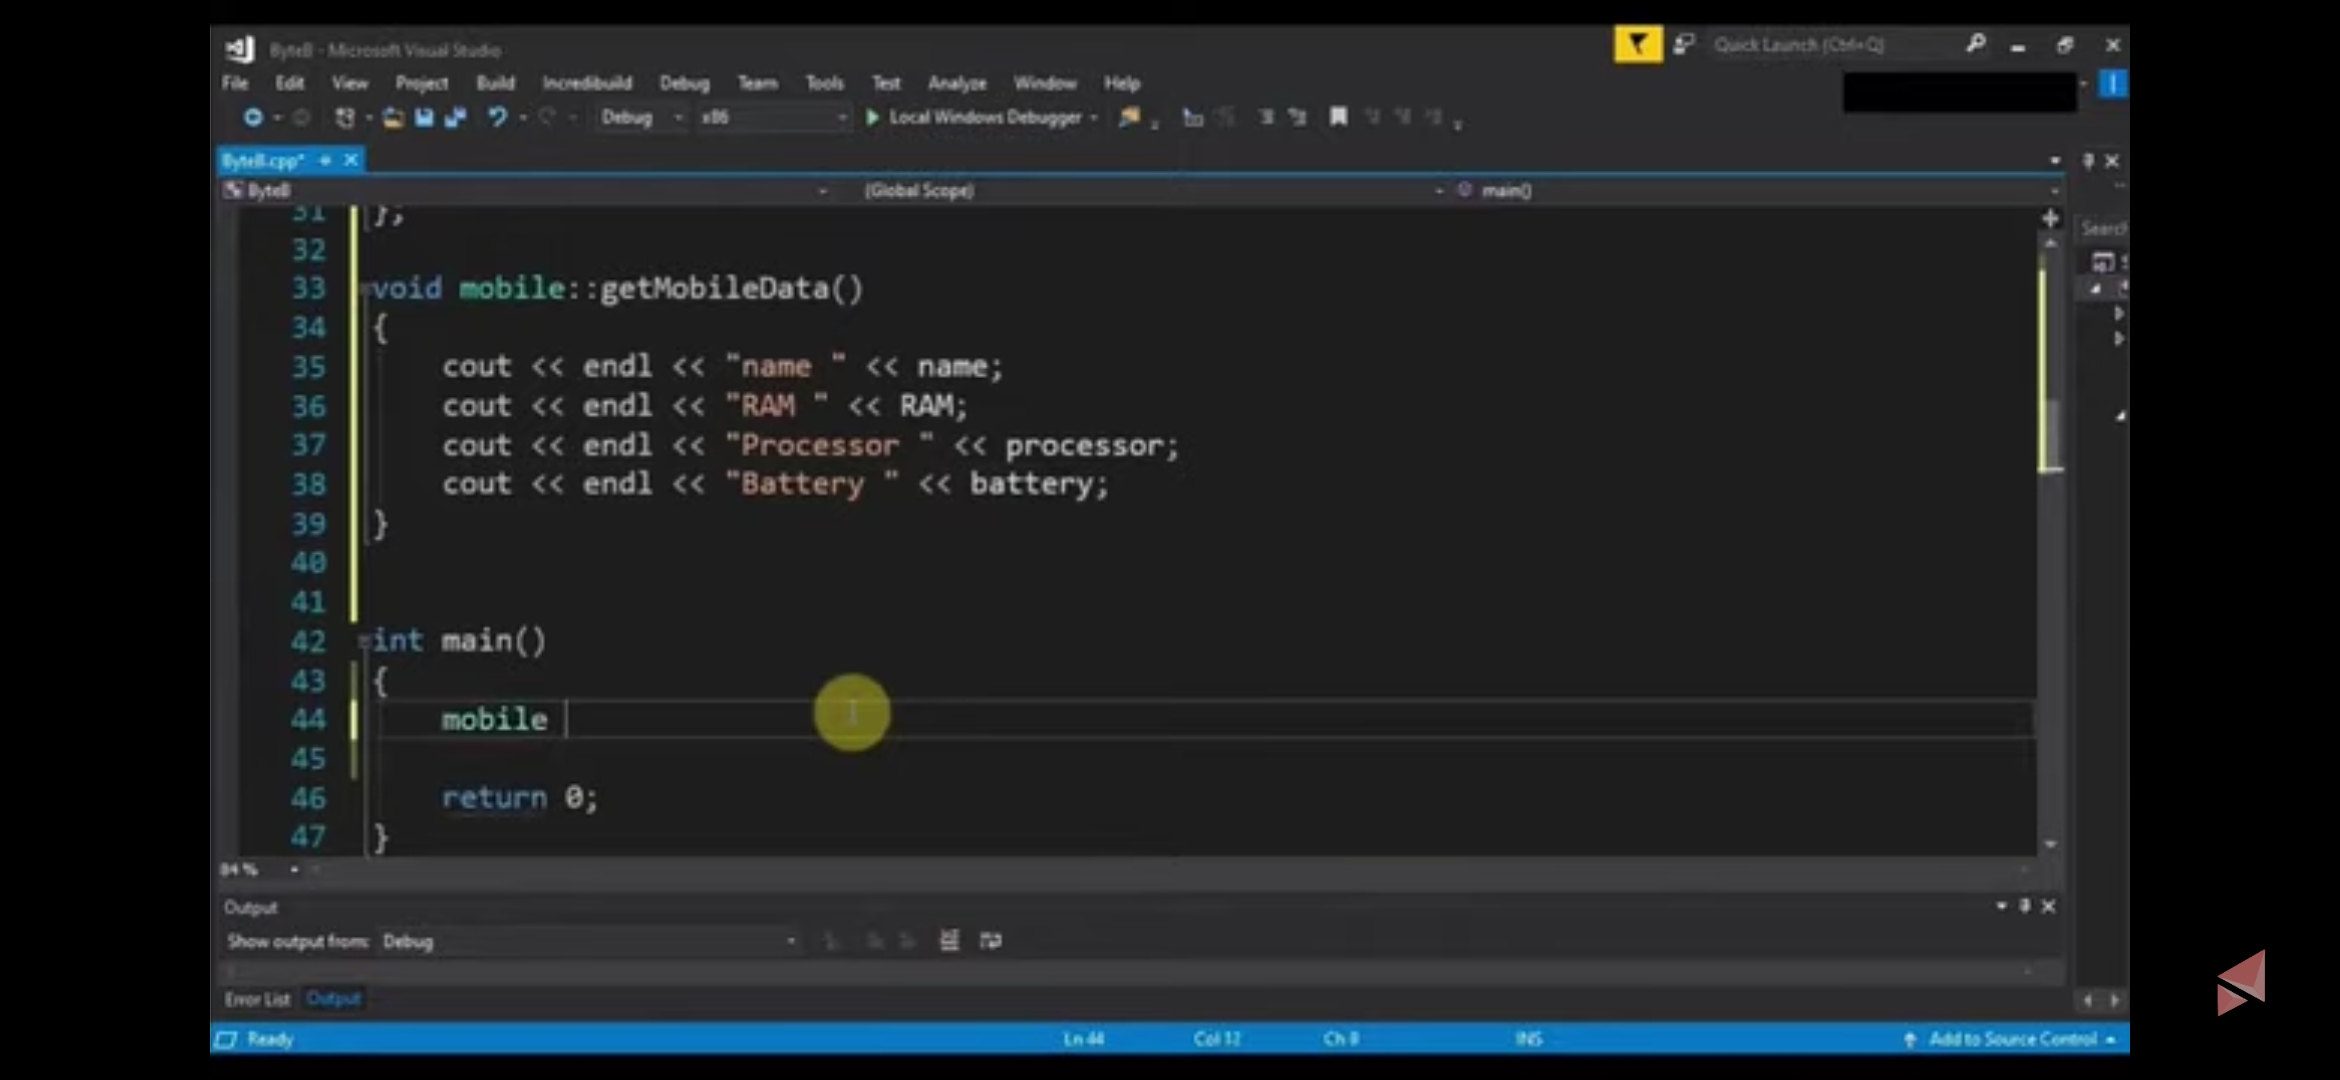 ByteB - Microsoft Visual Studio
Quick Launch (Ctrl+Q)
File Edit View Project Build Incredibuild Debug Team Tools Test Analyze Window Help
Debug x86 Local Windows Debugger
ByteB.cpp*
ByteB (Global Scope) main()
Search
31 };
32
33 void mobile::getMobileData()
34 {
35 cout << endl << "name " << name;
36 cout << endl << "RAM " << RAM;
37 cout << endl << "Processor " << processor;
38 cout << endl << "Battery " << battery;
39 }
40
41
42 int main()
43 {
44 mobile
45
46 return 0;
47 }
84 %
Output
Show output from: Debug
Error List Output
Ready Ln 44 Col 12 Ch 8 INS Add to Source Control